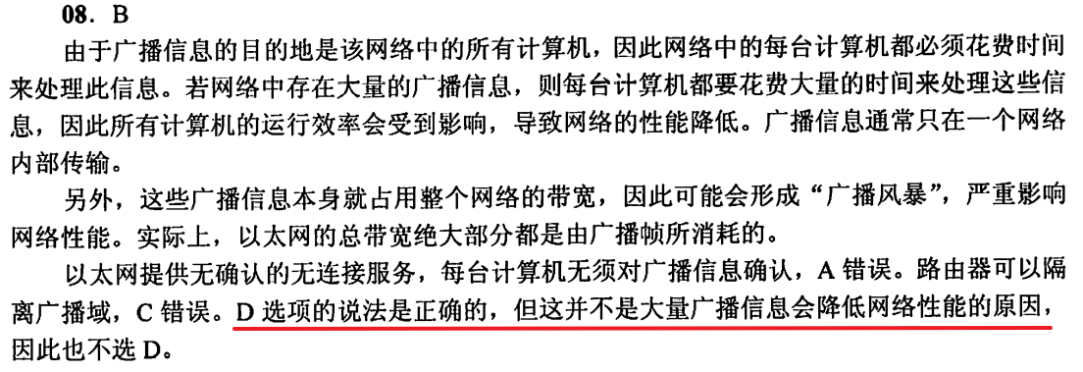 08. B
由于广播信息的目的地是该网络中的所有计算机，因此网络中的每台计算机都必须花费时间
来处理此信息。若网络中存在大量的广播信息，则每台计算机都要花费大量的时间来处理这些信
息，因此所有计算机的运行效率会受到影响，导致网络的性能降低。广播信息通常只在一个网络
内部传输。
另外，这些广播信息本身就占用整个网络的带宽，因此可能会形成“广播风暴”，严重影响
网络性能。实际上，以太网的总带宽绝大部分都是由广播帧所消耗的。
以太网提供无确认的无连接服务，每台计算机无须对广播信息确认，A 错误。路由器可以隔
离广播域，C 错误。D 选项的说法是正确的，但这并不是大量广播信息会降低网络性能的原因，
因此也不选 D。